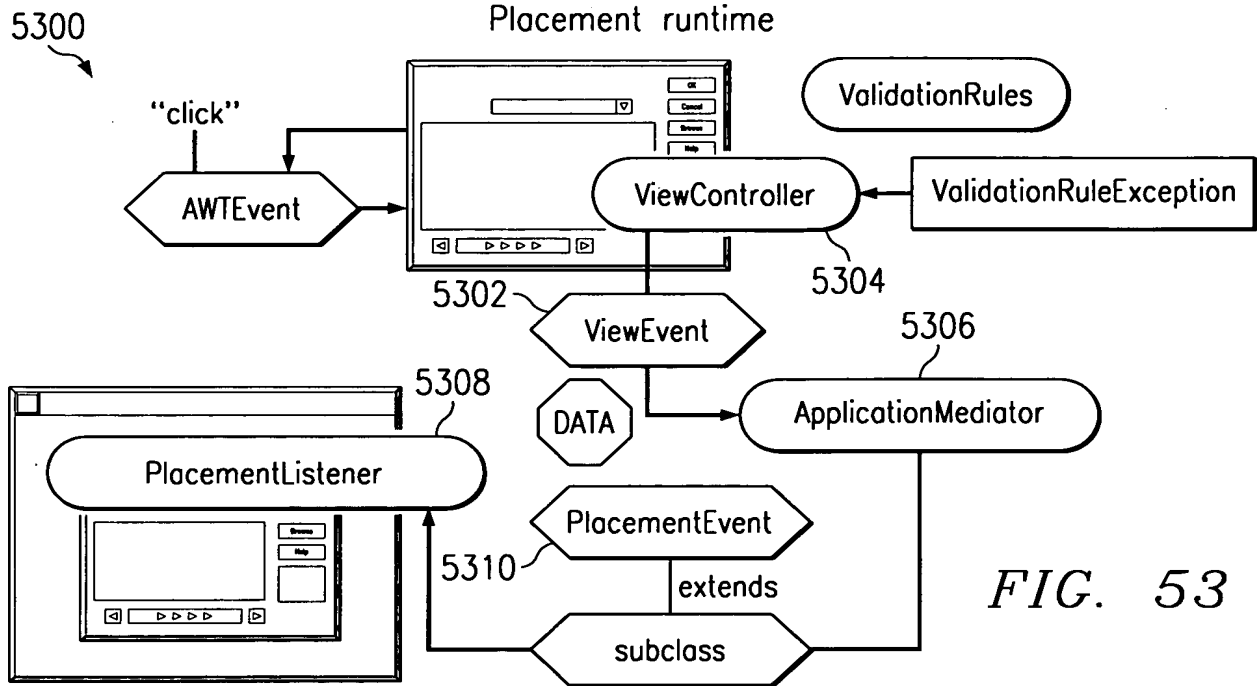 5300
Placement runtime
"click"
AWTEvent
OK
Cancel
Browse
Help
ValidationRules
ViewController
ValidationRuleException
5304
5302
ViewEvent
5306
ApplicationMediator
DATA
5308
PlacementListener
Browse
Help
PlacementEvent
5310
extends
subclass
FIG. 53